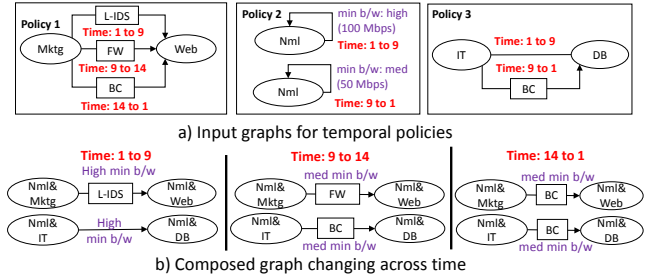 Policy 1
L-IDS
Time: 1 to 9
Mktg
FW
Web
Time: 9 to 14
BC
Time: 14 to 1
Policy 2
min b/w: high
(100 Mbps)
Nml
Time: 1 to 9
min b/w: med
(50 Mbps)
Nml
Time: 9 to 1
Policy 3
Time: 1 to 9
IT
DB
Time: 9 to 1
BC
a) Input graphs for temporal policies
Time: 1 to 9
High min b/w
Nml&
Mktg
L-IDS
Nml&
Web
Nml&
IT
High
min b/w
Nml&
DB
Time: 9 to 14
med min b/w
Nml&
Mktg
FW
Nml&
Web
Nml&
IT
BC
Nml&
DB
med min b/w
Time: 14 to 1
med min b/w
Nml&
Mktg
BC
Nml&
Web
Nml&
IT
BC
Nml&
DB
med min b/w
b) Composed graph changing across time